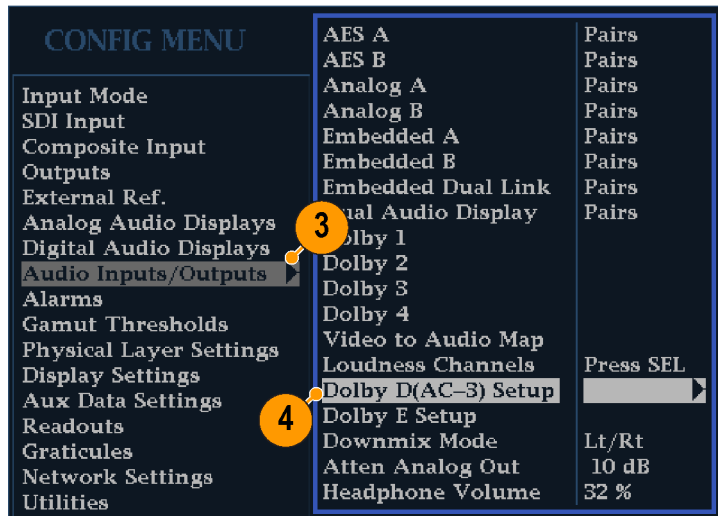 CONFIG MENU
Input Mode
SDI Input
Composite Input
Outputs
External Ref.
Analog Audio Displays
Digital Audio Displays
Audio Inputs/Outputs
Alarms
Gamut Thresholds
Physical Layer Settings
Display Settings
Aux Data Settings
Readouts
Graticules
Network Settings
Utilities
3
4
AES A Pairs
AES B Pairs
Analog A Pairs
Analog B Pairs
Embedded A Pairs
Embedded B Pairs
Embedded Dual Link Pairs
Audio Display Pairs
1
Dolby 2
Dolby 3
Dolby 4
Video to Audio Map
Loudness Channels Press SEL
Dolby D(AC–3) Setup
Dolby E Setup
Downmix Mode Lt/Rt
Atten Analog Out 10 dB
Headphone Volume 32 %